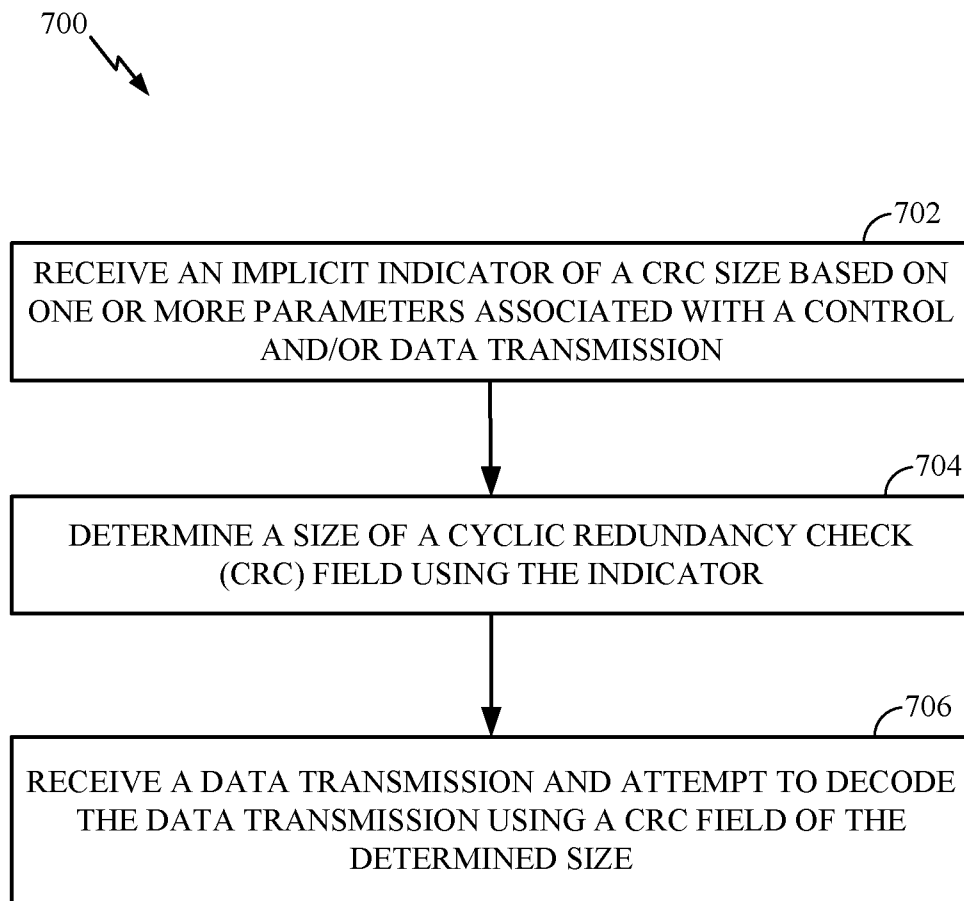 700
702
RECEIVE AN IMPLICIT INDICATOR OF A CRC SIZE BASED ON
ONE OR MORE PARAMETERS ASSOCIATED WITH A CONTROL
AND/OR DATA TRANSMISSION
704
DETERMINE A SIZE OF A CYCLIC REDUNDANCY CHECK
(CRC) FIELD USING THE INDICATOR
706
RECEIVE A DATA TRANSMISSION AND ATTEMPT TO DECODE
THE DATA TRANSMISSION USING A CRC FIELD OF THE
DETERMINED SIZE